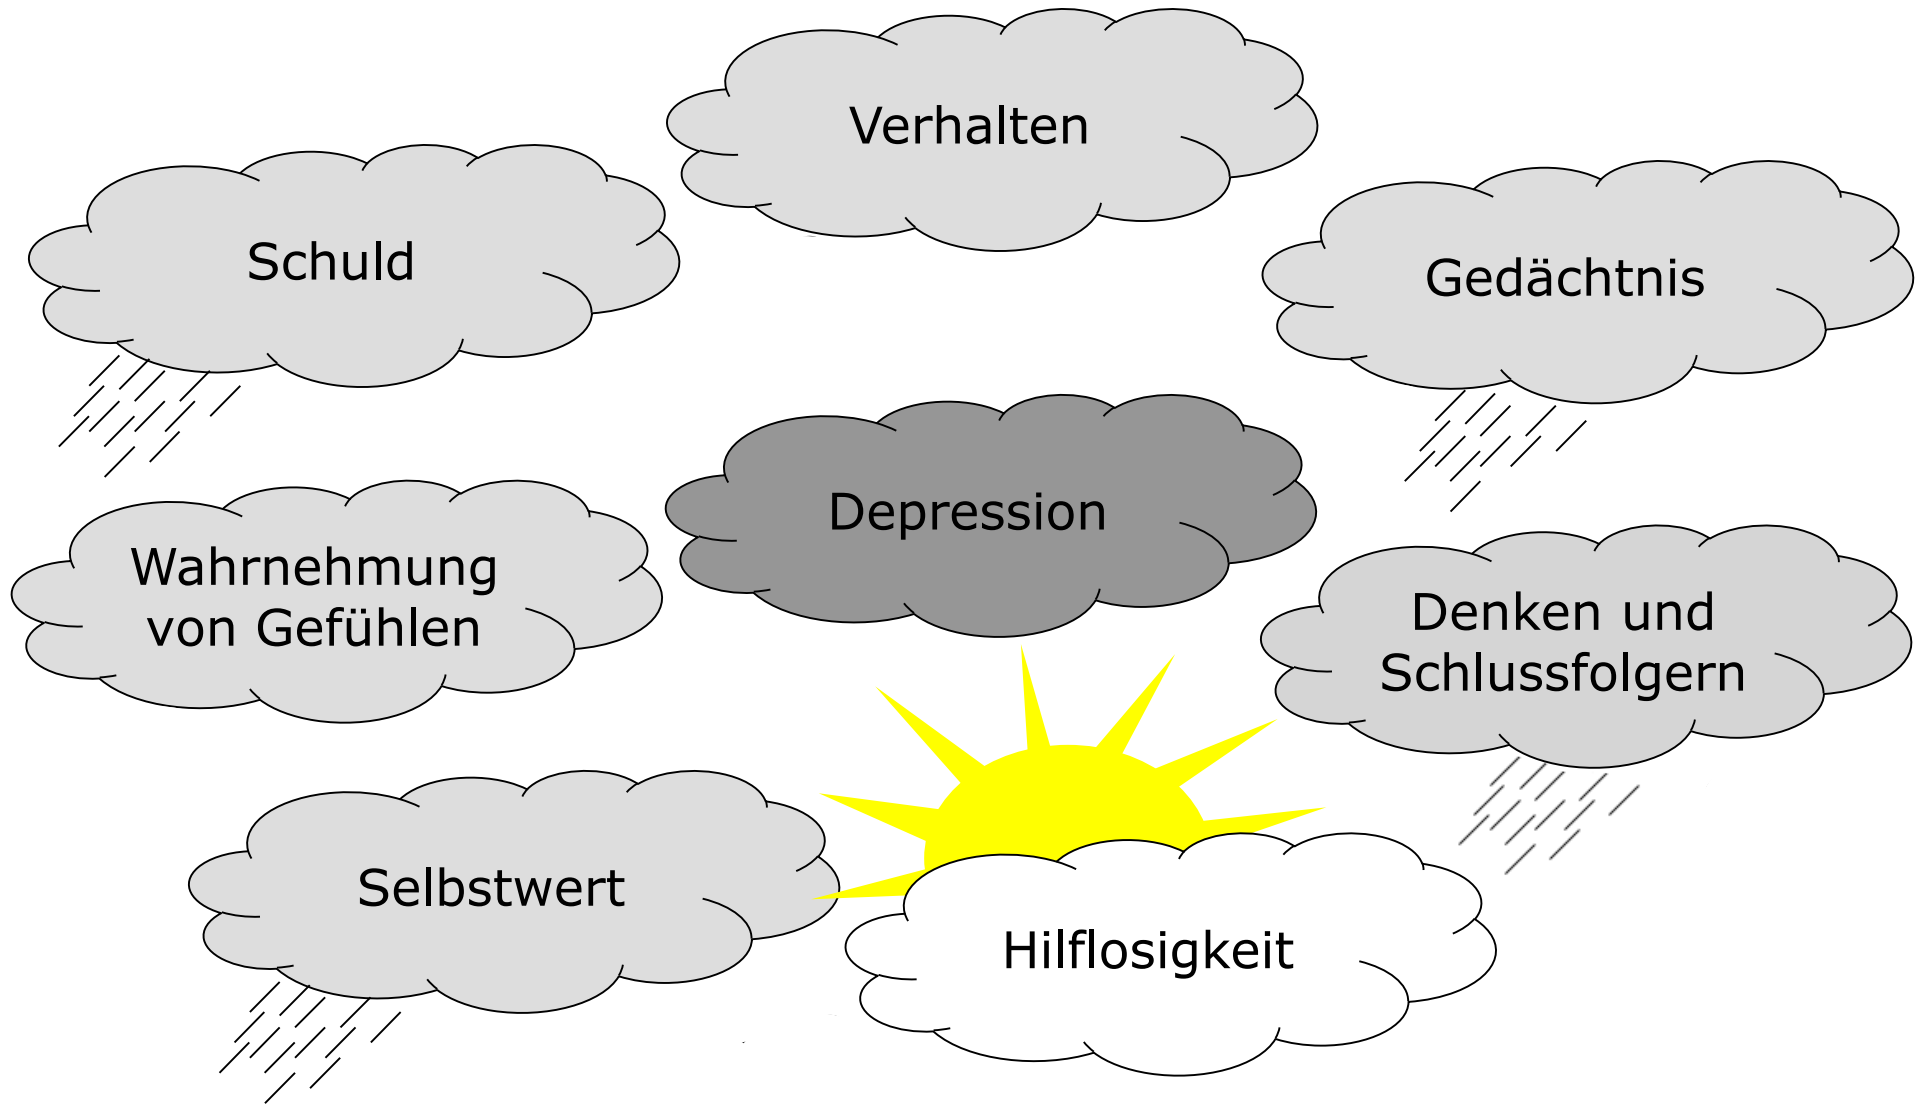 Verhalten
Schuld
Gedächtnis
Depression
Wahrnehmung
von Gefühlen
Denken und
Schlussfolgern
Selbstwert
Hilflosigkeit